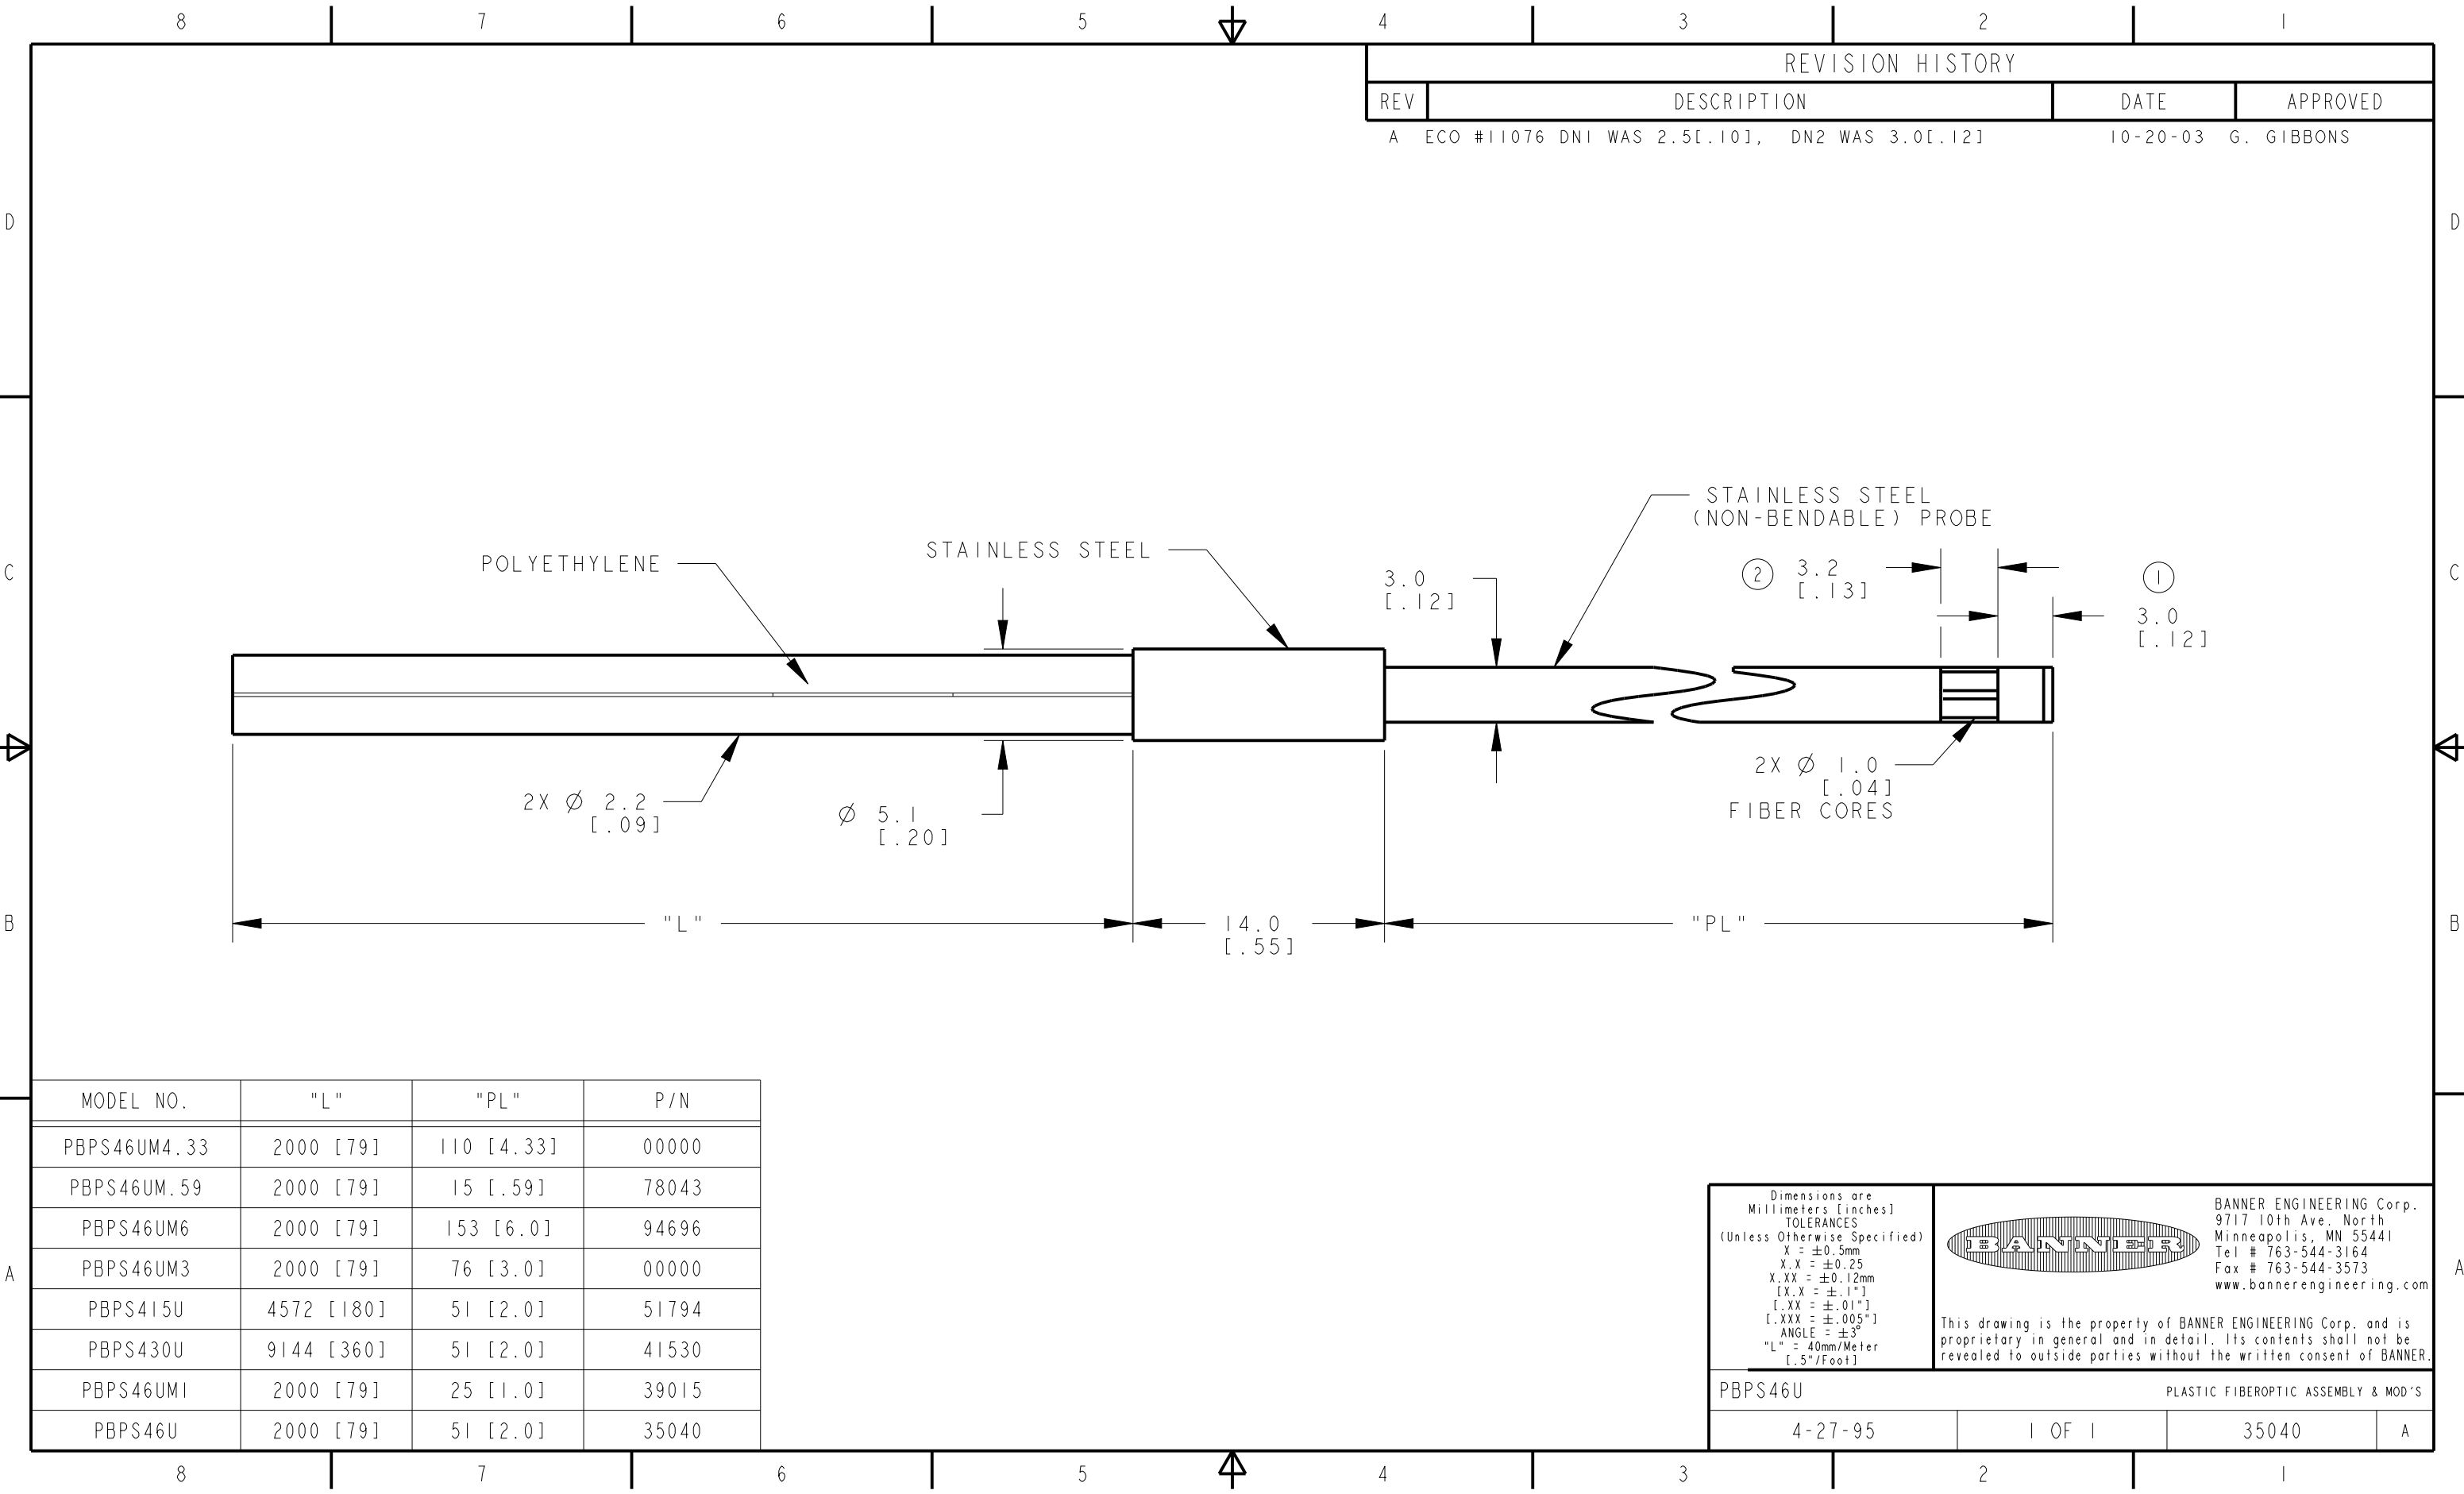 8 7 6 5 4 3 2 1
REVISION HISTORY
REV DESCRIPTION DATE APPROVED
A ECO #11076 DN1 WAS 2.5[.10], DN2 WAS 3.0[.12] 10-20-03 G. GIBBONS
D D
STAINLESS STEEL
(NON-BENDABLE) PROBE
STAINLESS STEEL
POLYETHYLENE
C C
3.0
[.12]
2 3.2
[.13]
1
3.0
[.12]
2X Ø 1.0
[.04]
FIBER CORES
2X Ø 2.2
[.09]
Ø 5.1
[.20]
B B
"L" 14.0
[.55]
"PL"
MODEL NO. "L" "PL" P/N
PBPS46UM4.33 2000 [79] 110 [4.33] 00000
PBPS46UM.59 2000 [79] 15 [.59] 78043
PBPS46UM6 2000 [79] 153 [6.0] 94696
PBPS46UM3 2000 [79] 76 [3.0] 00000
PBPS415U 4572 [180] 51 [2.0] 51794
PBPS430U 9144 [360] 51 [2.0] 41530
PBPS46UM1 2000 [79] 25 [1.0] 39015
PBPS46U 2000 [79] 51 [2.0] 35040
A A
Dimensions are
Millimeters [inches]
TOLERANCES
(Unless Otherwise Specified)
X = ±0.5mm
X.X = ±0.25
X.XX = ±0.12mm
[X.X = ±.1"]
[.XX = ±.01"]
[.XXX = ±.005"]
ANGLE = ±3°
"L" = 40mm/Meter
[.5"/Foot]
BANNER
BANNER ENGINEERING Corp.
9717 10th Ave. North
Minneapolis, MN 55441
Tel # 763-544-3164
Fax # 763-544-3573
www.bannerengineering.com
This drawing is the property of BANNER ENGINEERING Corp. and is
proprietary in general and in detail. Its contents shall not be
revealed to outside parties without the written consent of BANNER.
PBPS46U PLASTIC FIBEROPTIC ASSEMBLY & MOD'S
4-27-95 1 OF 1 35040 A
8 7 6 5 4 3 2 1